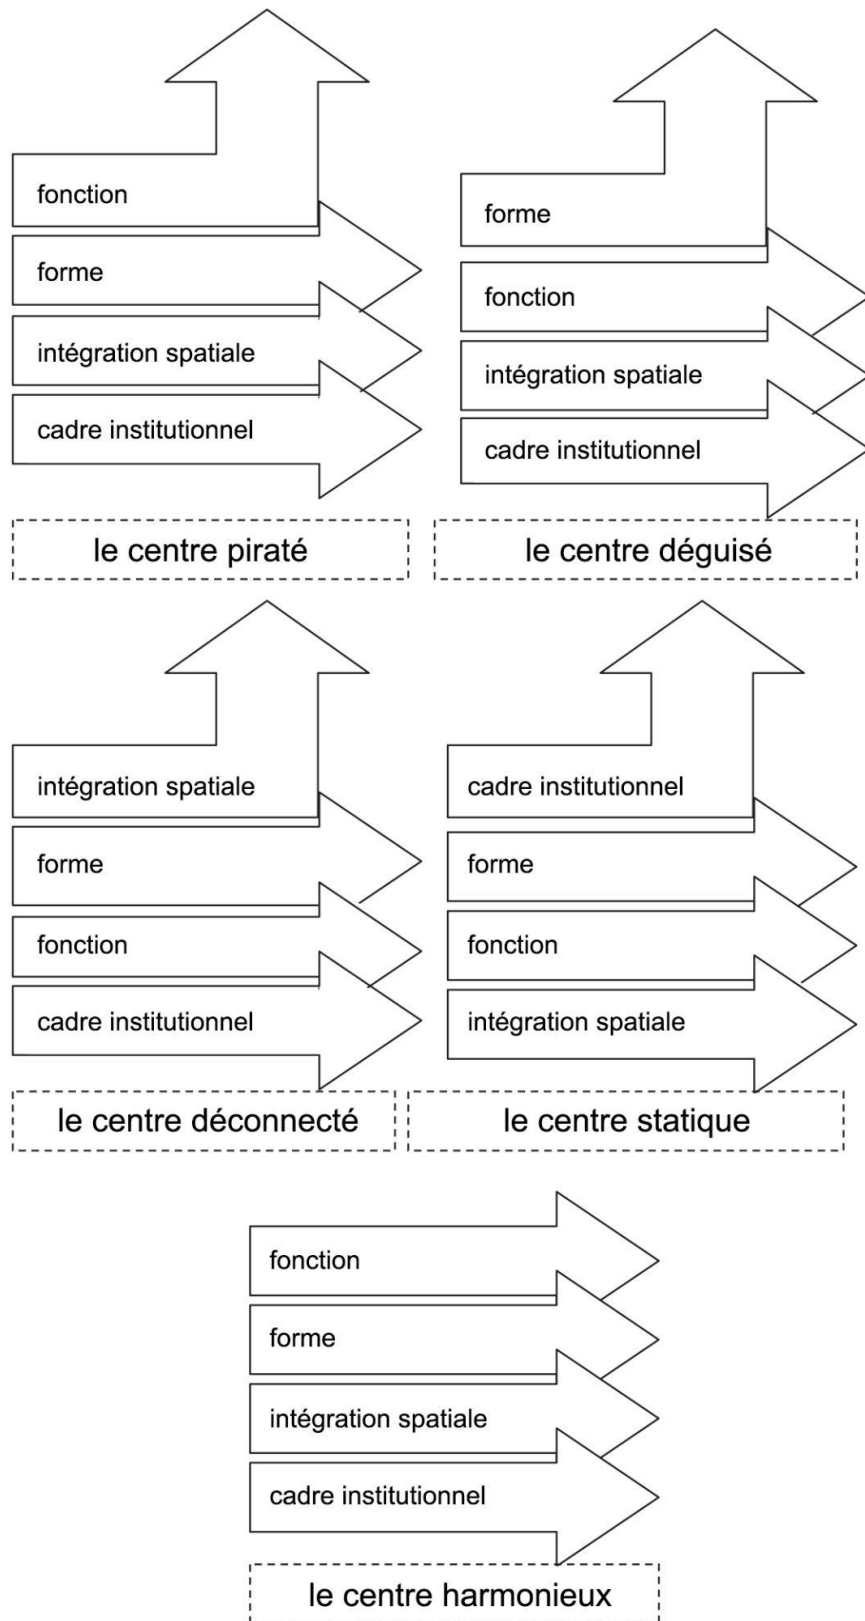 fonction
forme
intégration spatiale
cadre institutionnel
le centre piraté
forme
fonction
intégration spatiale
cadre institutionnel
le centre déguisé
intégration spatiale
forme
fonction
cadre institutionnel
le centre déconnecté
cadre institutionnel
forme
fonction
intégration spatiale
le centre statique
fonction
forme
intégration spatiale
cadre institutionnel
le centre harmonieux